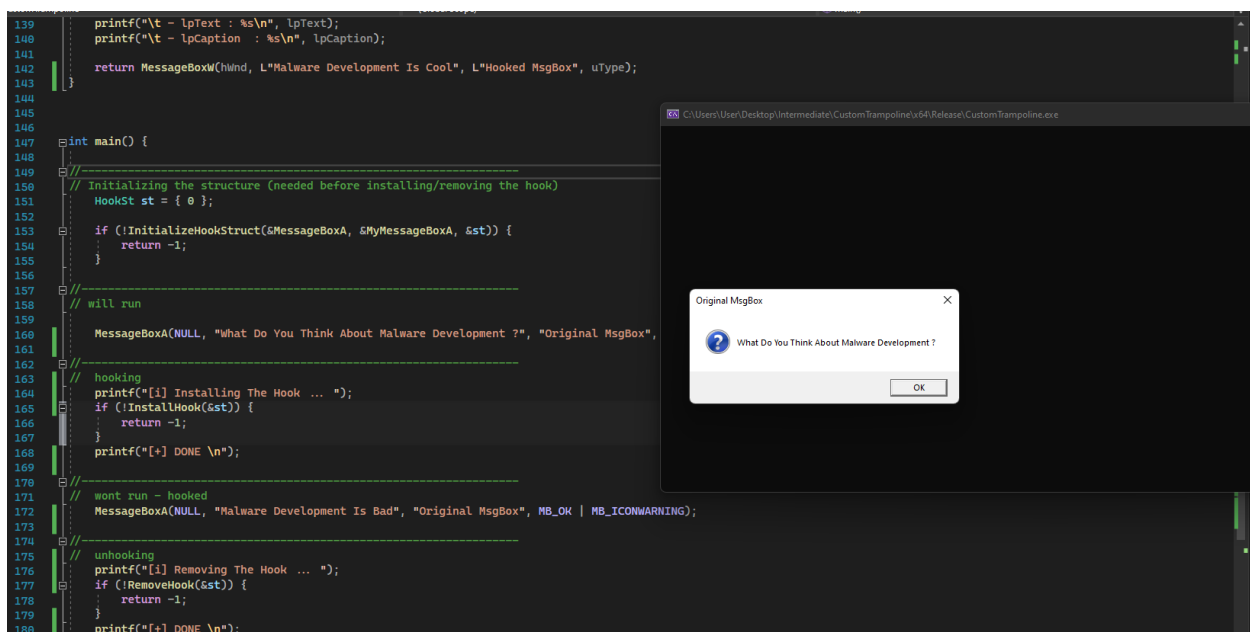 139 printf("\t - lpText : %s\n", lpText);
140 printf("\t - lpCaption  : %s\n", lpCaption);
141
142 return MessageBoxW(hWnd, L"Malware Development Is Cool", L"Hooked MsgBox", uType);
143 }
144
145
146
147 int main() {
148
149 //----------------------------------------------------------
150 // Initializing the structure (needed before installing/removing the hook)
151 HookSt st = { 0 };
152
153 if (!InitializeHookStruct(&MessageBoxA, &MyMessageBoxA, &st)) {
154 return -1;
155 }
156
157 //----------------------------------------------------------
158 // will run
159
160 MessageBoxA(NULL, "What Do You Think About Malware Development ?", "Original MsgBox",
161
162 //----------------------------------------------------------
163 //  hooking
164 printf("[i] Installing The Hook ... ");
165 if (!InstallHook(&st)) {
166 return -1;
167 }
168 printf("[+] DONE \n");
169
170 //----------------------------------------------------------
171 //  wont run - hooked
172 MessageBoxA(NULL, "Malware Development Is Bad", "Original MsgBox", MB_OK | MB_ICONWARNING);
173
174 //----------------------------------------------------------
175 //  unhooking
176 printf("[i] Removing The Hook ... ");
177 if (!RemoveHook(&st)) {
178 return -1;
179 }
180 printf("[+] DONE \n");
C:\Users\User\Desktop\Intermediate\CustomTrampoline\x64\Release\CustomTrampoline.exe
Original MsgBox
What Do You Think About Malware Development ?
OK